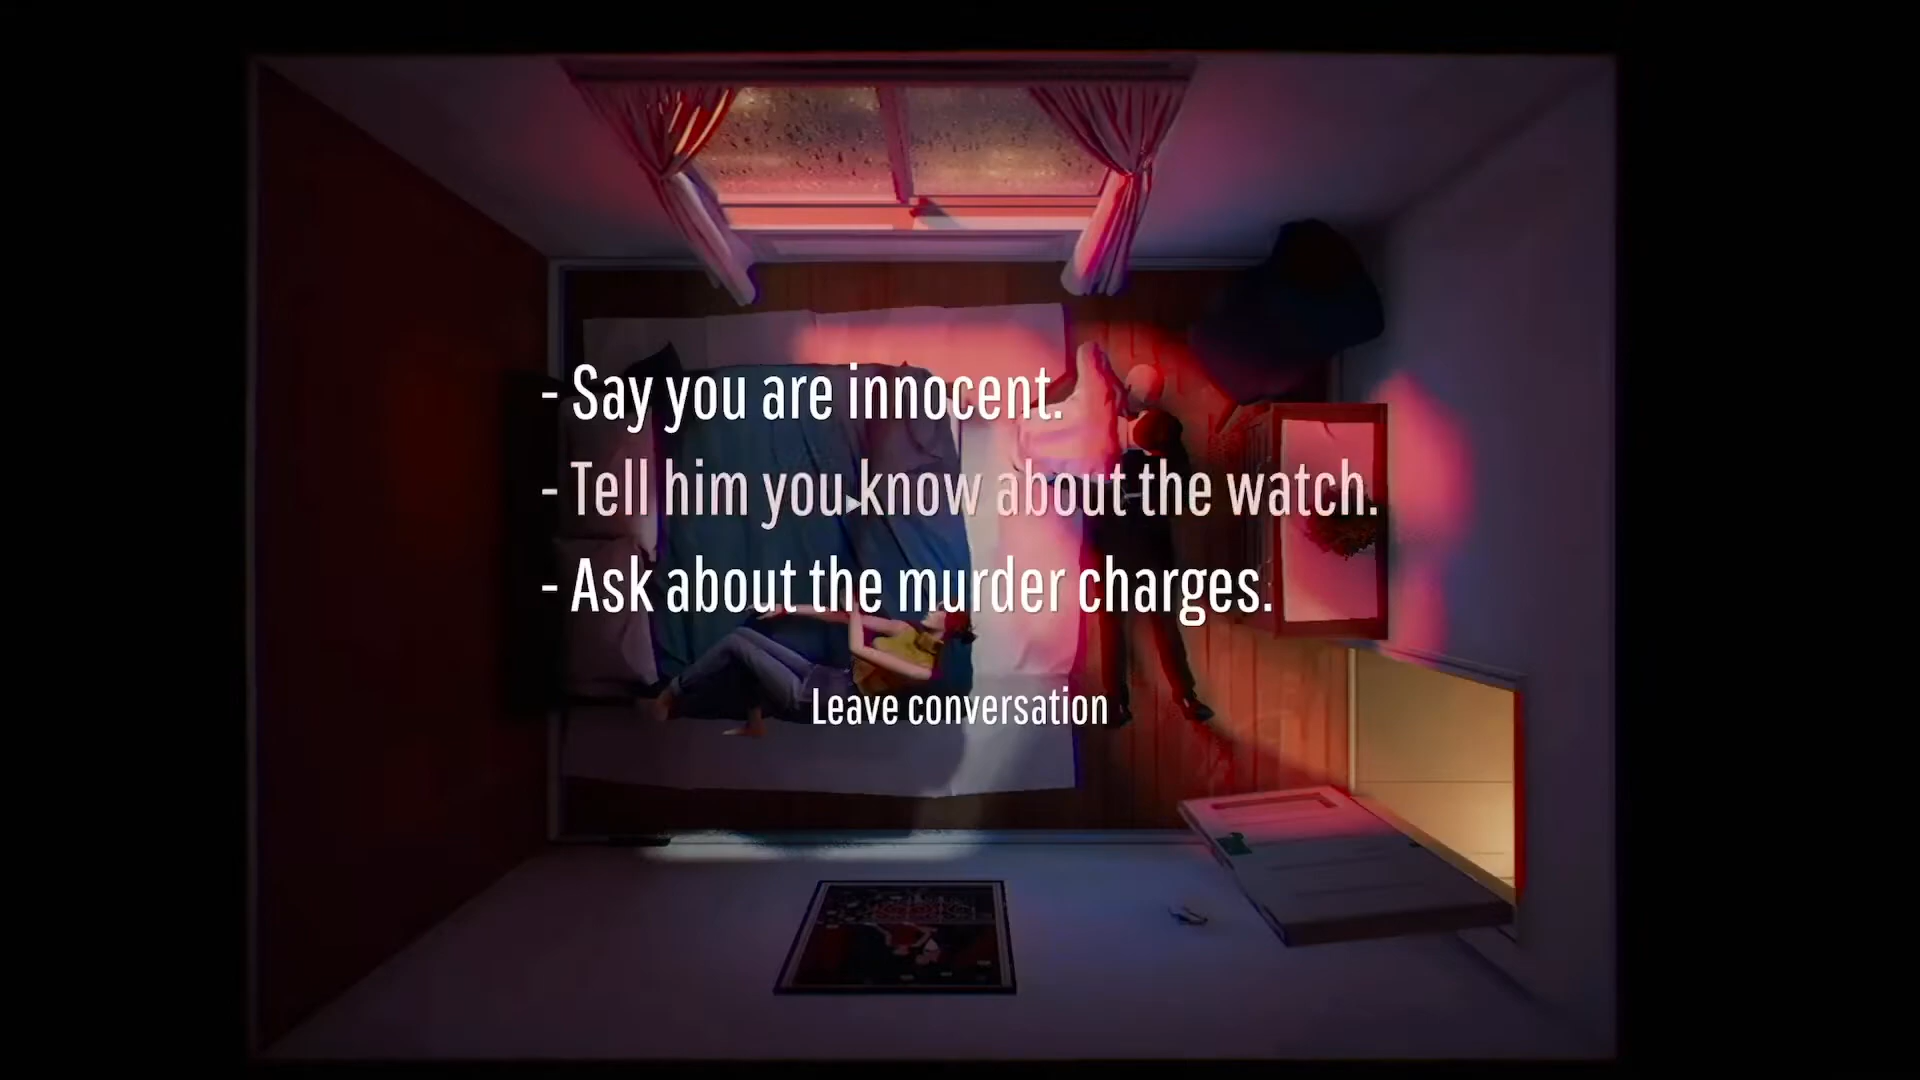 - Say you are innocent.
- Tell him you know about the watch.
- Ask about the murder charges.
Leave conversation